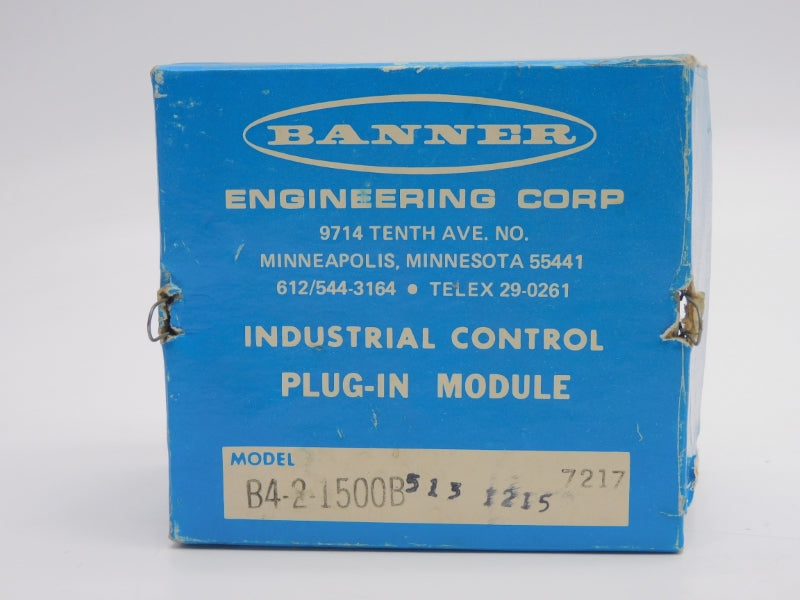 BANNER
ENGINEERING CORP
9714 TENTH AVE. NO.
MINNEAPOLIS, MINNESOTA 55441
612/544-3164 • TELEX 29-0261
INDUSTRIAL CONTROL
PLUG-IN MODULE
MODEL
B4-2-1500B 513 1215 7217